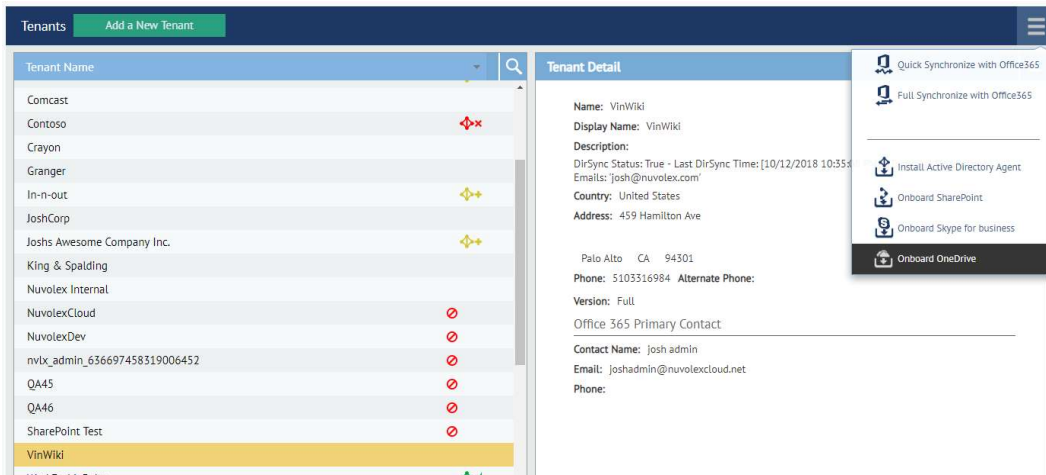 Tenants
Add a New Tenant
Tenant Name
Comcast
Contoso
Crayon
Granger
In-n-out
JoshCorp
Joshs Awesome Company Inc.
King & Spalding
Nuvolex Internal
NuvolexCloud
NuvolexDev
nvlx_admin_636697458319006452
QA45
QA46
SharePoint Test
VinWiki
Tenant Detail
Name: VinWiki
Display Name: VinWiki
Description:
DirSync Status: True - Last DirSync Time: [10/12/2018 10:35:
Emails: 'josh@nuvolex.com'
Country: United States
Address: 459 Hamilton Ave
Palo Alto CA 94301
Phone: 5103316984 Alternate Phone:
Version: Full
Office 365 Primary Contact
Contact Name: josh admin
Email: joshadmin@nuvolexcloud.net
Phone:
Quick Synchronize with Office365
Full Synchronize with Office365
Install Active Directory Agent
Onboard SharePoint
Onboard Skype for business
Onboard OneDrive